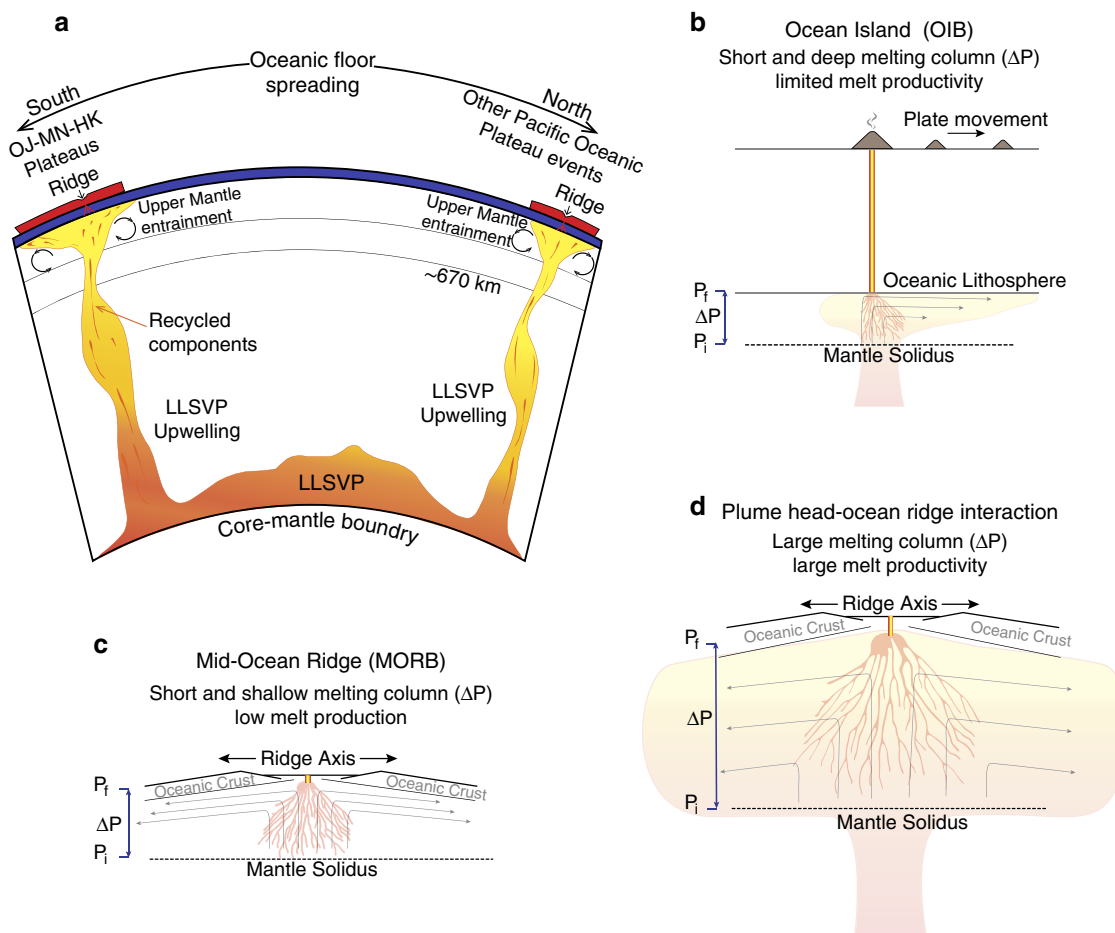 a
Oceanic floor
spreading
South
North
OJ-MN-HK
Plateaus
Ridge
Other Pacific Oceanic
Plateau events
Ridge
Upper Mantle
entrainment
Upper Mantle
entrainment
~670 km
Recycled
components
LLSVP
Upwelling
LLSVP
Upwelling
LLSVP
Core-mantle boundry
b
Ocean Island (OIB)
Short and deep melting column (ΔP)
limited melt productivity
Plate movement
Oceanic Lithosphere
Pf
ΔP
Pi
Mantle Solidus
c
Mid-Ocean Ridge (MORB)
Short and shallow melting column (ΔP)
low melt production
Ridge Axis
Oceanic Crust
Oceanic Crust
Pf
ΔP
Pi
Mantle Solidus
d
Plume head-ocean ridge interaction
Large melting column (ΔP)
large melt productivity
Ridge Axis
Oceanic Crust
Oceanic Crust
Pf
ΔP
Pi
Mantle Solidus